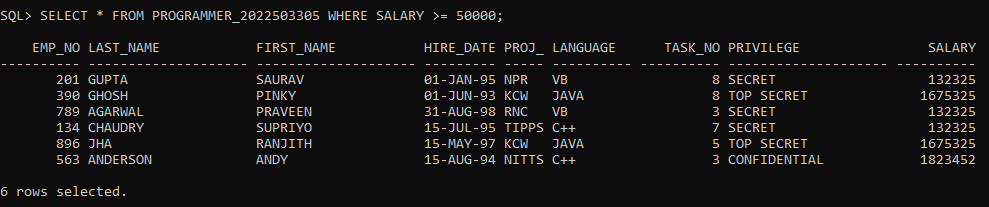 SQL> SELECT * FROM PROGRAMMER_2022503305 WHERE SALARY >= 50000;
    EMP_NO LAST_NAME            FIRST_NAME           HIRE_DATE PROJ_ LANGUAGE      TASK_NO PRIVILEGE                SALARY
---------- -------------------- -------------------- --------- ----- ---------- ---------- -------------------- ----------
       201 GUPTA                SAURAV               01-JAN-95 NPR   VB                  8 SECRET                   132325
       390 GHOSH                PINKY                01-JUN-93 KCW   JAVA                8 TOP SECRET              1675325
       789 AGARWAL              PRAVEEN              31-AUG-98 RNC   VB                  3 SECRET                   132325
       134 CHAUDRY              SUPRIYO              15-JUL-95 TIPPS C++                 7 SECRET                   132325
       896 JHA                  RANJITH              15-MAY-97 KCW   JAVA                5 TOP SECRET              1675325
       563 ANDERSON             ANDY                 15-AUG-94 NITTS C++                 3 CONFIDENTIAL            1823452
6 rows selected.